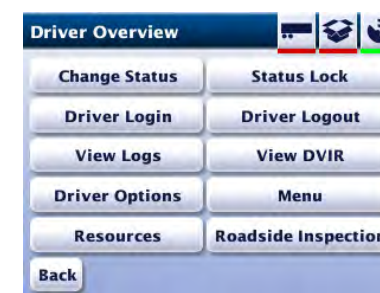 Driver Overview
Change Status
Status Lock
Driver Login
Driver Logout
View Logs
View DVIR
Driver Options
Menu
Resources
Roadside Inspection
Back